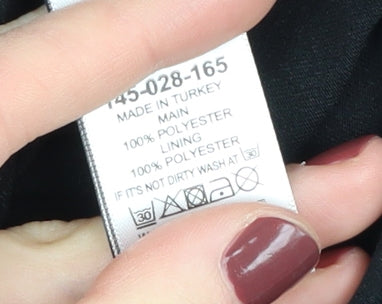 145-028-165
MADE IN TURKEY
MAIN
100% POLYESTER
LINING
100% POLYESTER
IF IT'S NOT DIRTY WASH AT 30
30